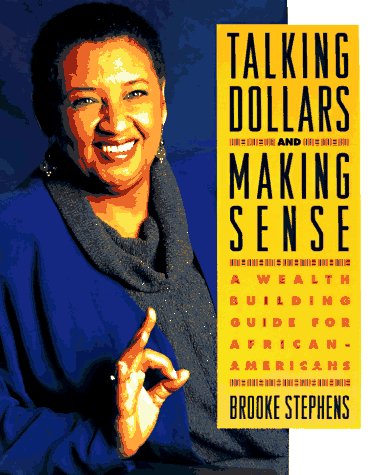 TALKING
DOLLARS
AND
MAKING
SENSE
A WEALTH
BUILDING
GUIDE FOR
AFRICAN-
AMERICANS
BROOKE STEPHENS